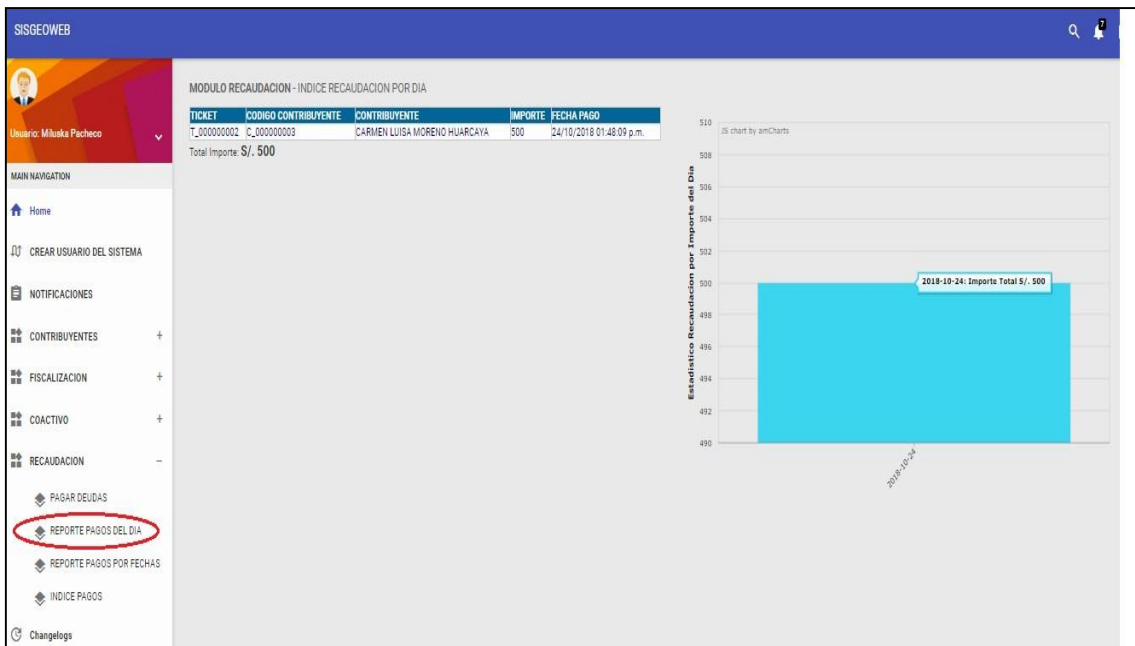 SISGEOWEB
7
Usuario: Miluska Pacheco
MAIN NAVIGATION
Home
CREAR USUARIO DEL SISTEMA
NOTIFICACIONES
CONTRIBUYENTES +
FISCALIZACION +
COACTIVO +
RECAUDACION −
PAGAR DEUDAS
REPORTE PAGOS DEL DIA
REPORTE PAGOS POR FECHAS
INDICE PAGOS
Changelogs
MODULO RECAUDACION - INDICE RECAUDACION POR DIA
TICKET CODIGO CONTRIBUYENTE CONTRIBUYENTE IMPORTE FECHA PAGO
T_000000002 C_000000003 CARMEN LUISA MORENO HUARCAYA 500 24/10/2018 01:48:09 p.m.
Total Importe: S/. 500
JS chart by amCharts
Estadistico Recaudacion por Importe del Dia
510
508
506
504
502
500
498
496
494
492
490
2018-10-24: Importe Total S/. 500
2018-10-24